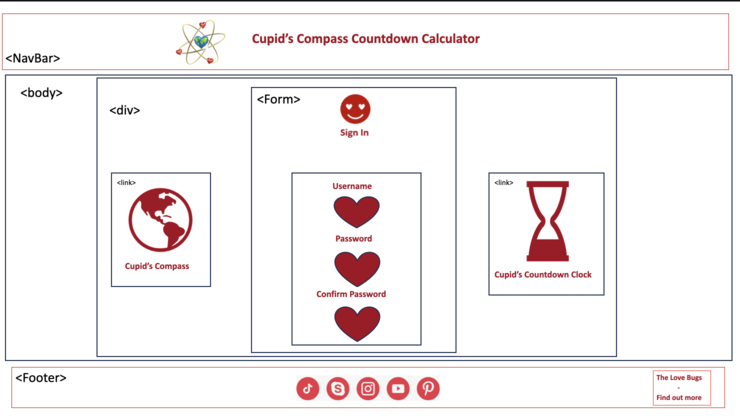 Cupid's Compass Countdown Calculator
<NavBar>
<body>
<div>
<Form>
Sign In
<link>
Cupid's Compass
Username
Password
Confirm Password
<link>
Cupid's Countdown Clock
<Footer>
The Love Bugs
-
Find out more